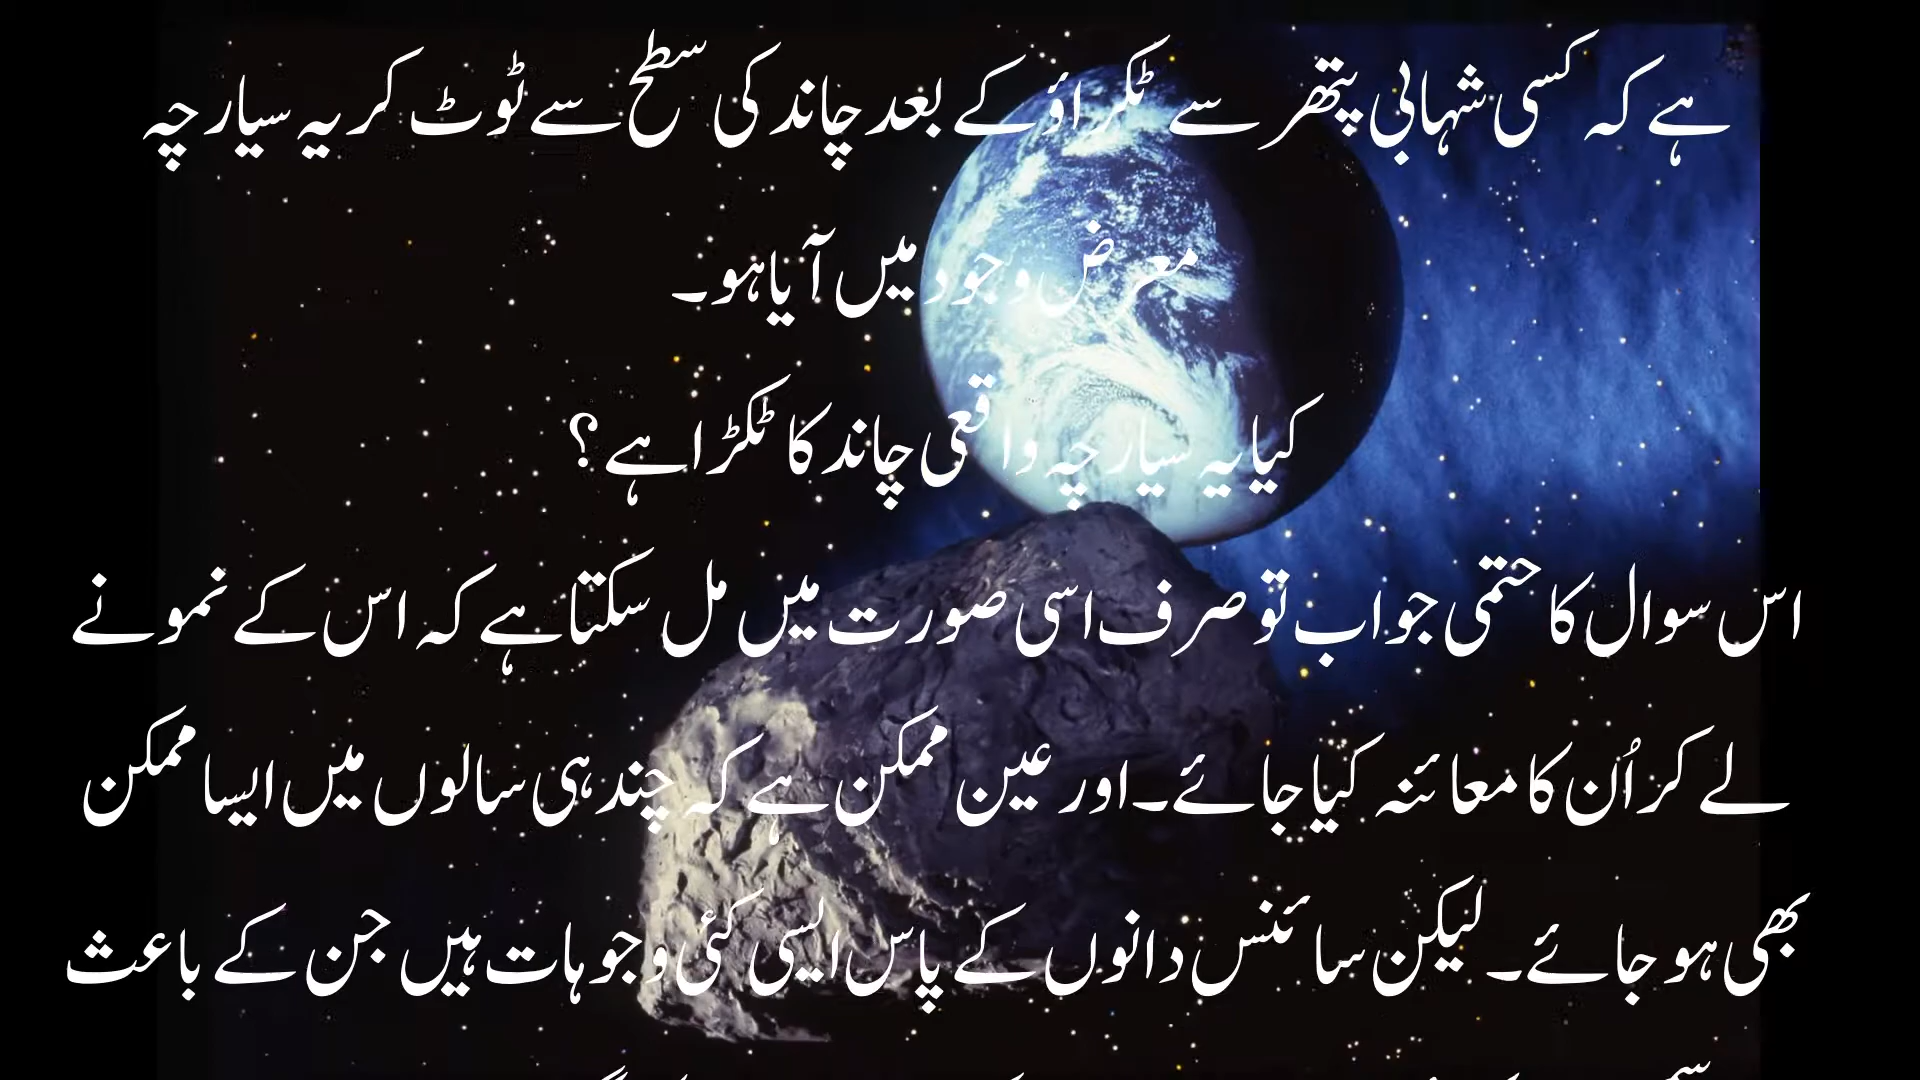 ہے کہ کسی شہابی پتھر سے ٹکراؤ کے بعد چاند کی سطح سے ٹوٹ کر یہ سیارچہ
معرض وجود میں آیا ہو۔
کیا یہ سیارچہ واقعی چاند کا ٹکڑا ہے؟
اس سوال کا حتمی جواب تو صرف اسی صورت میں مل سکتا ہے کہ اس کے نمونے
لے کر اُن کا معائنہ کیا جائے۔ اور عین ممکن ہے کہ چند ہی سالوں میں ایسا ممکن
بھی ہو جائے۔ لیکن سائنس دانوں کے پاس ایسی کئی وجوہات ہیں جن کے باعث